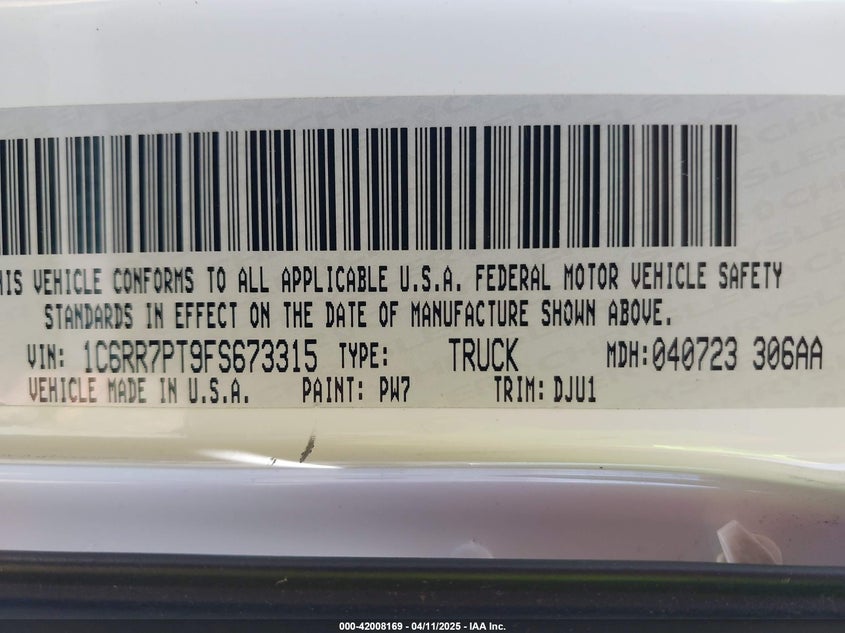 HIS VEHICLE CONFORMS TO ALL APPLICABLE U.S.A. FEDERAL MOTOR VEHICLE SAFETY
STANDARDS IN EFFECT ON THE DATE OF MANUFACTURE SHOWN ABOVE.
VIN: 1C6RR7PT9FS673315 TYPE: TRUCK MDH:040723 306AA
VEHICLE MADE IN U.S.A. PAINT: PW7 TRIM: DJU1
000-42008169 - 04/11/2025 - IAA Inc.